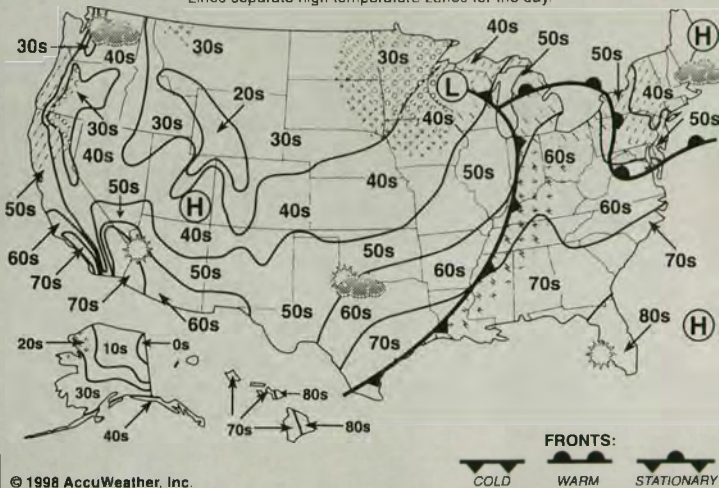 Lines separate high temperature zones for the day.
30s
40s
30s
30s
40s
50s
50s
H
40s
20s
L
30s
30s
30s
40s
50s
60s
40s
50s
40s
50s
H
40s
40s
60s
50s
60s
70s
70s
50s
60s
50s
60s
60s
70s
70s
70s
80s
H
20s
10s
0s
30s
40s
80s
70s
80s
FRONTS:
COLD WARM STATIONARY
© 1998 AccuWeather, Inc.